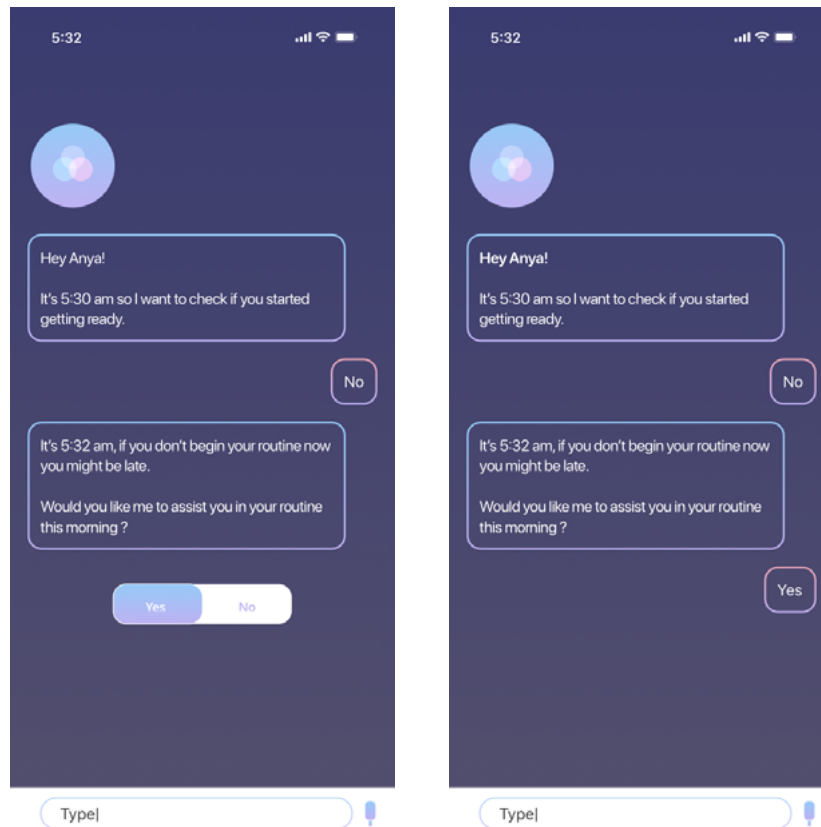 5:32
Hey Anya!
It's 5:30 am so I want to check if you started
getting ready.
No
It's 5:32 am, if you don't begin your routine now
you might be late.
Would you like me to assist you in your routine
this morning ?
Yes
No
Type|
5:32
Hey Anya!
It's 5:30 am so I want to check if you started
getting ready.
No
It's 5:32 am, if you don't begin your routine now
you might be late.
Would you like me to assist you in your routine
this morning ?
Yes
Type|